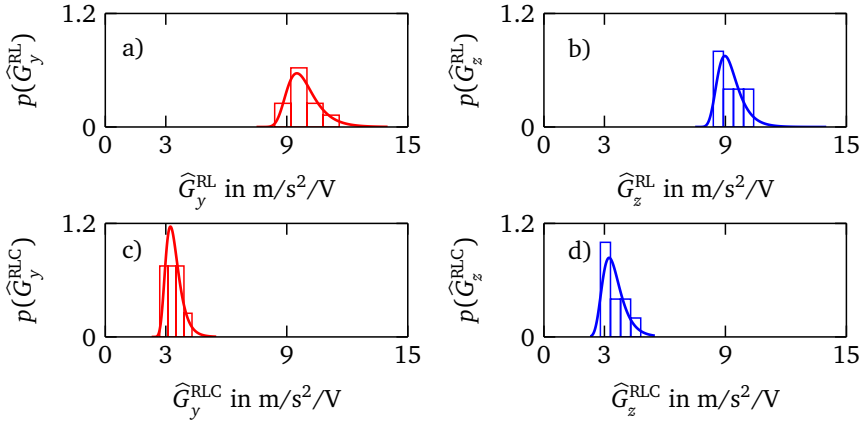 1.2 1.2
p(Ĝ_y^RL) a) p(Ĝ_z^RL) b)
0 0
0 3 9 15 0 3 9 15
Ĝ_y^RL in m/s²/V Ĝ_z^RL in m/s²/V
1.2 1.2
p(Ĝ_y^RLC) c) p(Ĝ_z^RLC) d)
0 0
0 3 9 15 0 3 9 15
Ĝ_y^RLC in m/s²/V Ĝ_z^RLC in m/s²/V